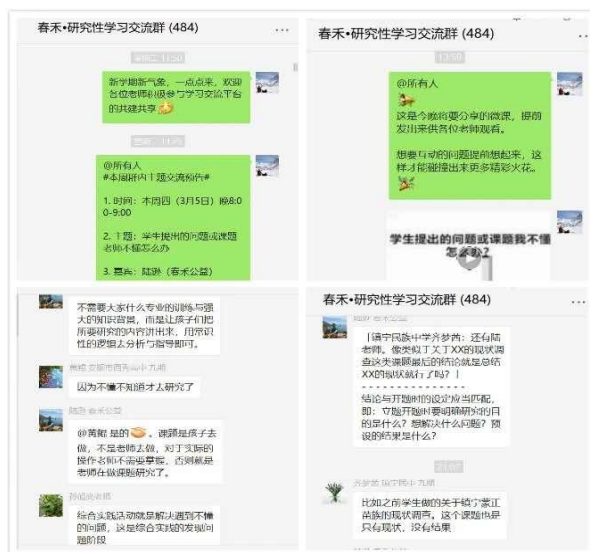 春禾•研究性学习交流群 (484)
新学期新气象，一点点来，欢迎
各位老师积极参与学习交流平台
的共建共享
@所有人
#本周群内主题交流预告#
1. 时间：本周四（3月5日）晚8:0
0-9:00
2. 主题：学生提出的问题或课题
老师不懂怎么办
3. 嘉宾：陆逊（春禾公益）
春禾•研究性学习交流群 (484)
@所有人
这是今晚将要分享的微课，提前
发出来供各位老师观看。
想要互动的问题提前想起来，这
样才能碰撞出来更多精彩火花。
学生提出的问题或课题我不懂
怎么办？
不需要大家什么专业的训练与强
大的知识背景，而是让孩子们把
所要研究的内容讲出来，用常识
性的逻辑去分析与指导即可。
因为不懂不知道才去研究了
@黄鲲 是的
。课题是孩子去
做，不是老师去做，对于实际的
操作老师不需要掌握，否则就是
老师在做课题研究了。
综合实践活动就是解决遇到不懂
的问题，这是综合实践的发现问
题阶段
春禾•研究性学习交流群 (484)
「镇宁民族中学齐梦茜：还有陆
老师。像类似于关于XX的现状调
查这类课题最后的结论就是总结
XX的现状就行了吗？」
- - - - - - - - - - - - - - -
结论与开题时的设定应当匹配，
即：立题开题时要明确研究的目
的是什么？想解决什么问题？预
设的结果是什么？
21:07
比如之前学生做的关于镇宁蒙正
苗族的现状调查。这个课题也是
只有现状，没有结果